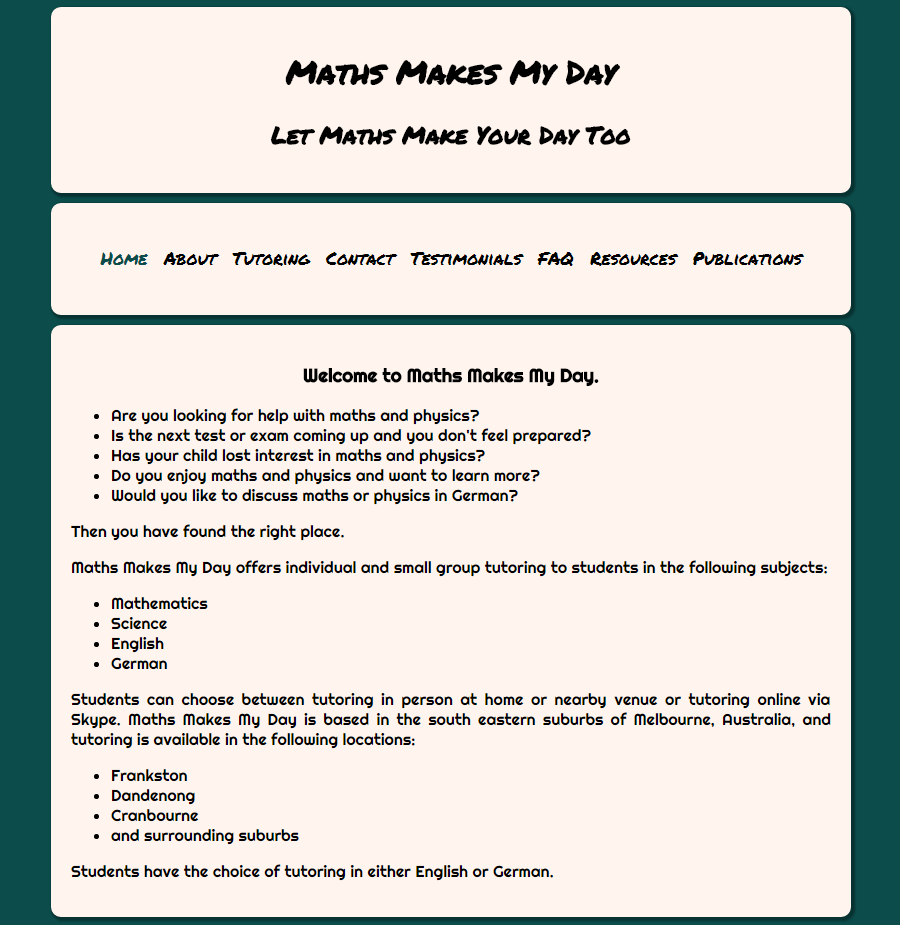 Maths Makes My Day
Let Maths Make Your Day Too
Home About Tutoring Contact Testimonials FAQ Resources Publications
Welcome to Maths Makes My Day.
Are you looking for help with maths and physics?
Is the next test or exam coming up and you don't feel prepared?
Has your child lost interest in maths and physics?
Do you enjoy maths and physics and want to learn more?
Would you like to discuss maths or physics in German?
Then you have found the right place.
Maths Makes My Day offers individual and small group tutoring to students in the following subjects:
Mathematics
Science
English
German
Students can choose between tutoring in person at home or nearby venue or tutoring online via
Skype. Maths Makes My Day is based in the south eastern suburbs of Melbourne, Australia, and
tutoring is available in the following locations:
Frankston
Dandenong
Cranbourne
and surrounding suburbs
Students have the choice of tutoring in either English or German.